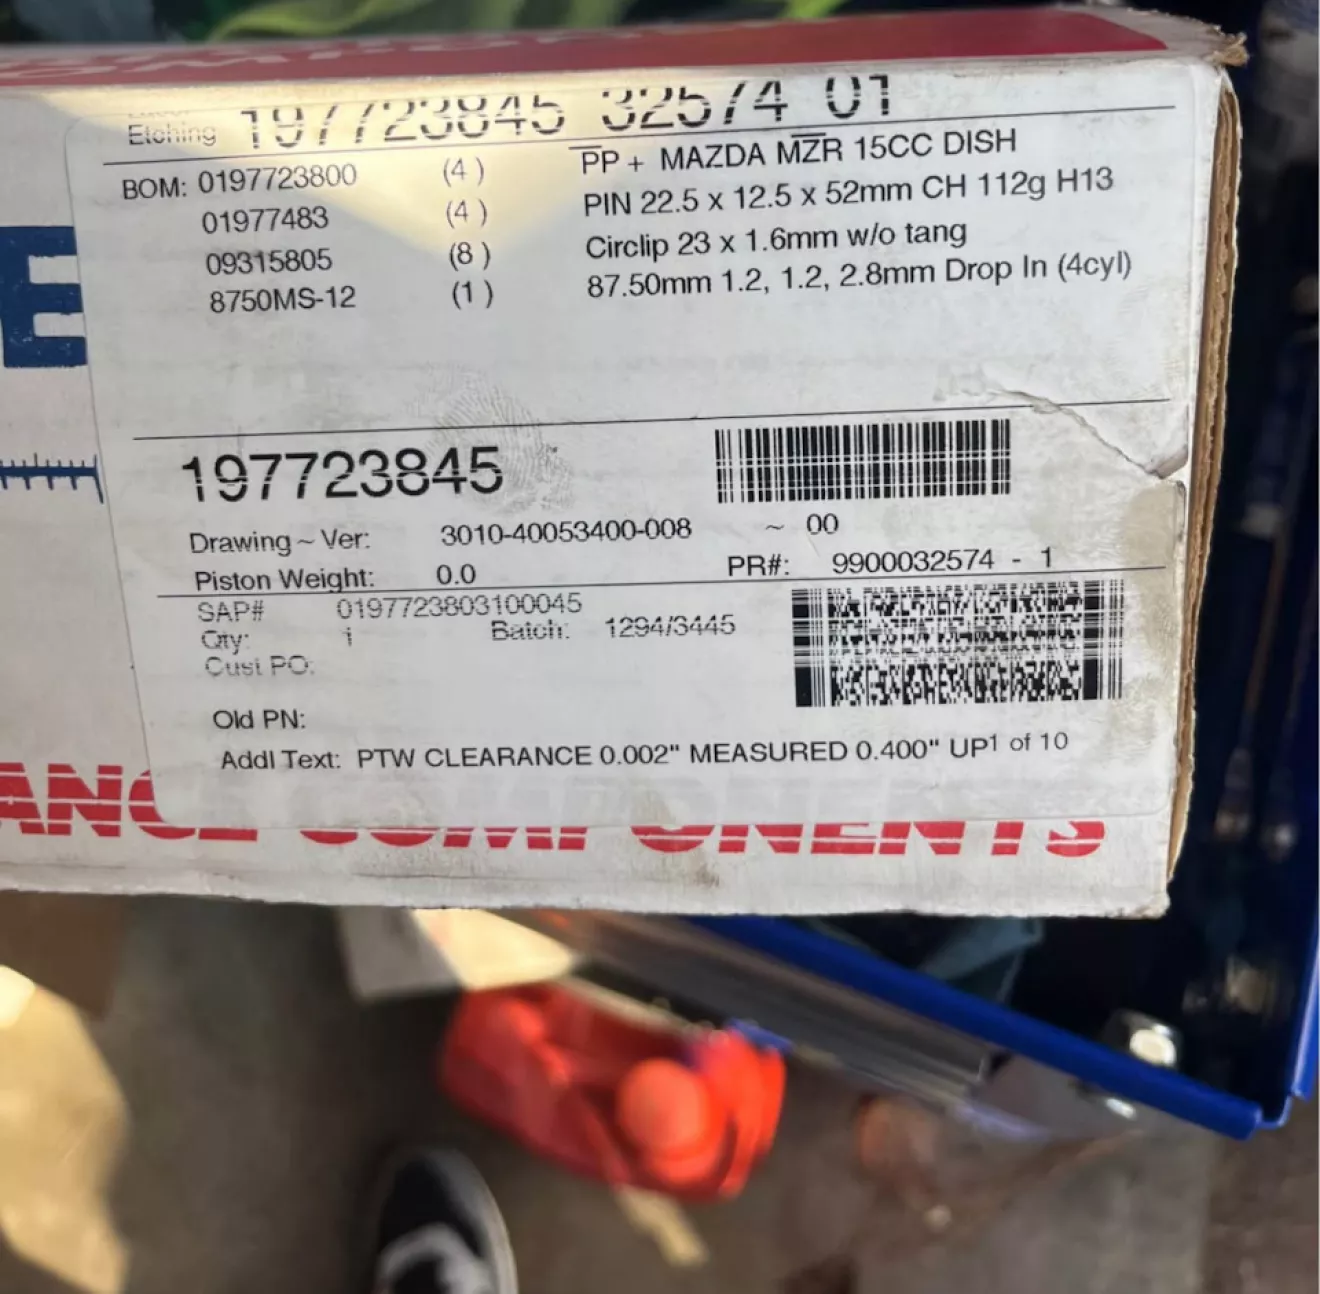 Etching 197723845 32574 01
BOM: 0197723800 (4) PP + MAZDA MZR 15CC DISH
01977483 (4) PIN 22.5 x 12.5 x 52mm CH 112g H13
09315805 (8) Circlip 23 x 1.6mm w/o tang
8750MS-12 (1) 87.50mm 1.2, 1.2, 2.8mm Drop In (4cyl)
E
197723845
Drawing ~ Ver: 3010-40053400-008 ~ 00
Piston Weight: 0.0 PR#: 9900032574 - 1
SAP# 0197723803100045
Qty: 1 Batch: 1294/3445
Cust PO:
Old PN:
Addl Text: PTW CLEARANCE 0.002" MEASURED 0.400" UP1 of 10
ANCE COMPONENTS